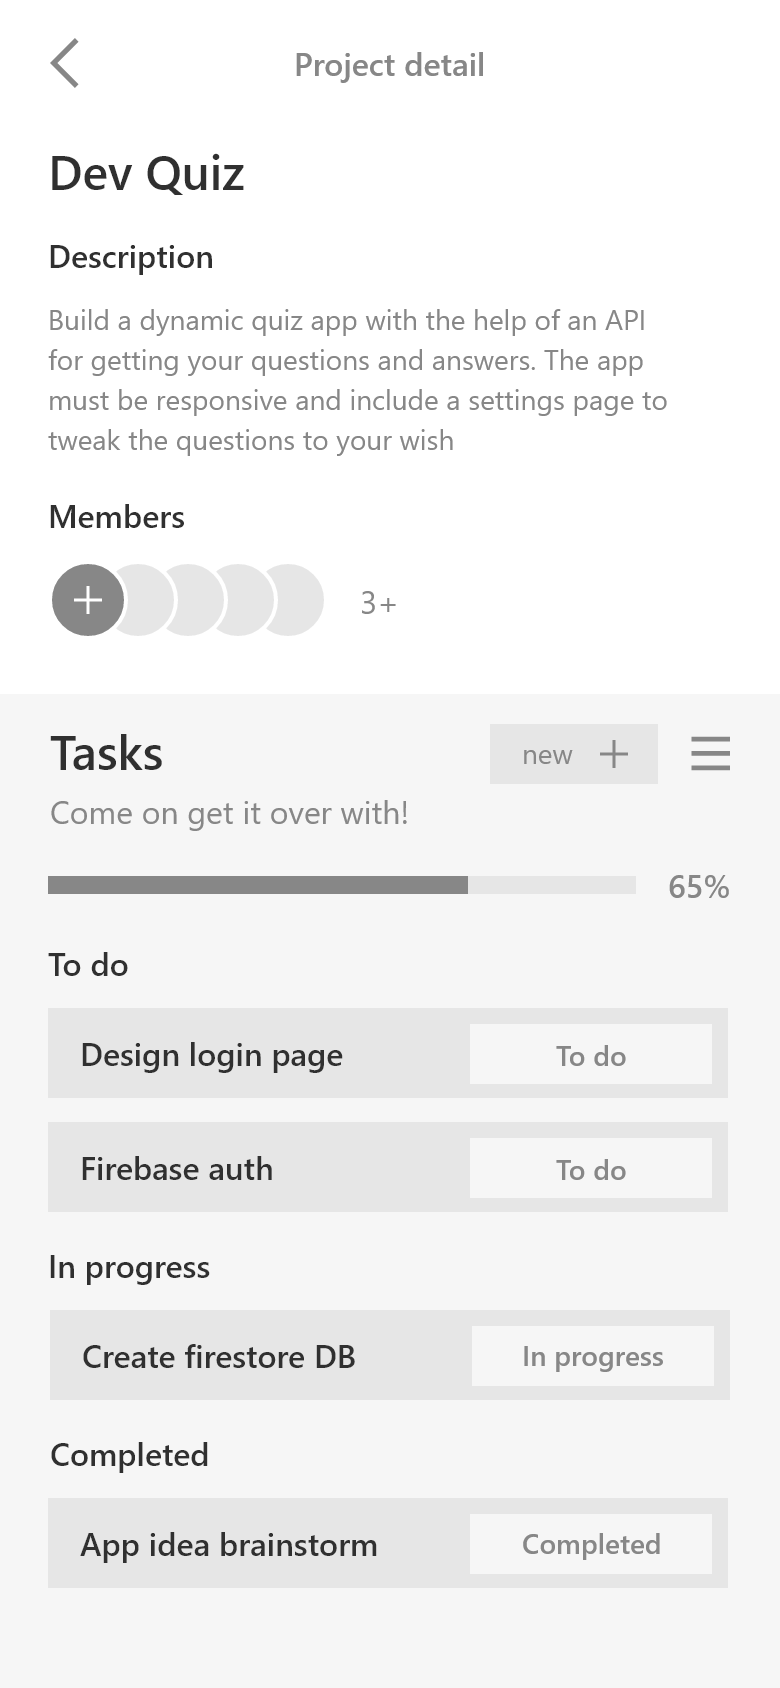 Project detail
Dev Quiz
Description
Build a dynamic quiz app with the help of an API
for getting your questions and answers. The app
must be responsive and include a settings page to
tweak the questions to your wish
Members
3+
Tasks
new +
Come on get it over with!
65%
To do
Design login page To do
Firebase auth To do
In progress
Create firestore DB In progress
Completed
App idea brainstorm Completed